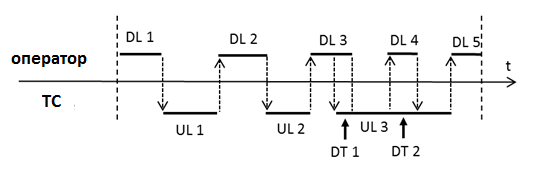 DL 1 DL 2 DL 3 DL 4 DL 5
оператор t
ТС
UL 1 UL 2 UL 3
DT 1 DT 2